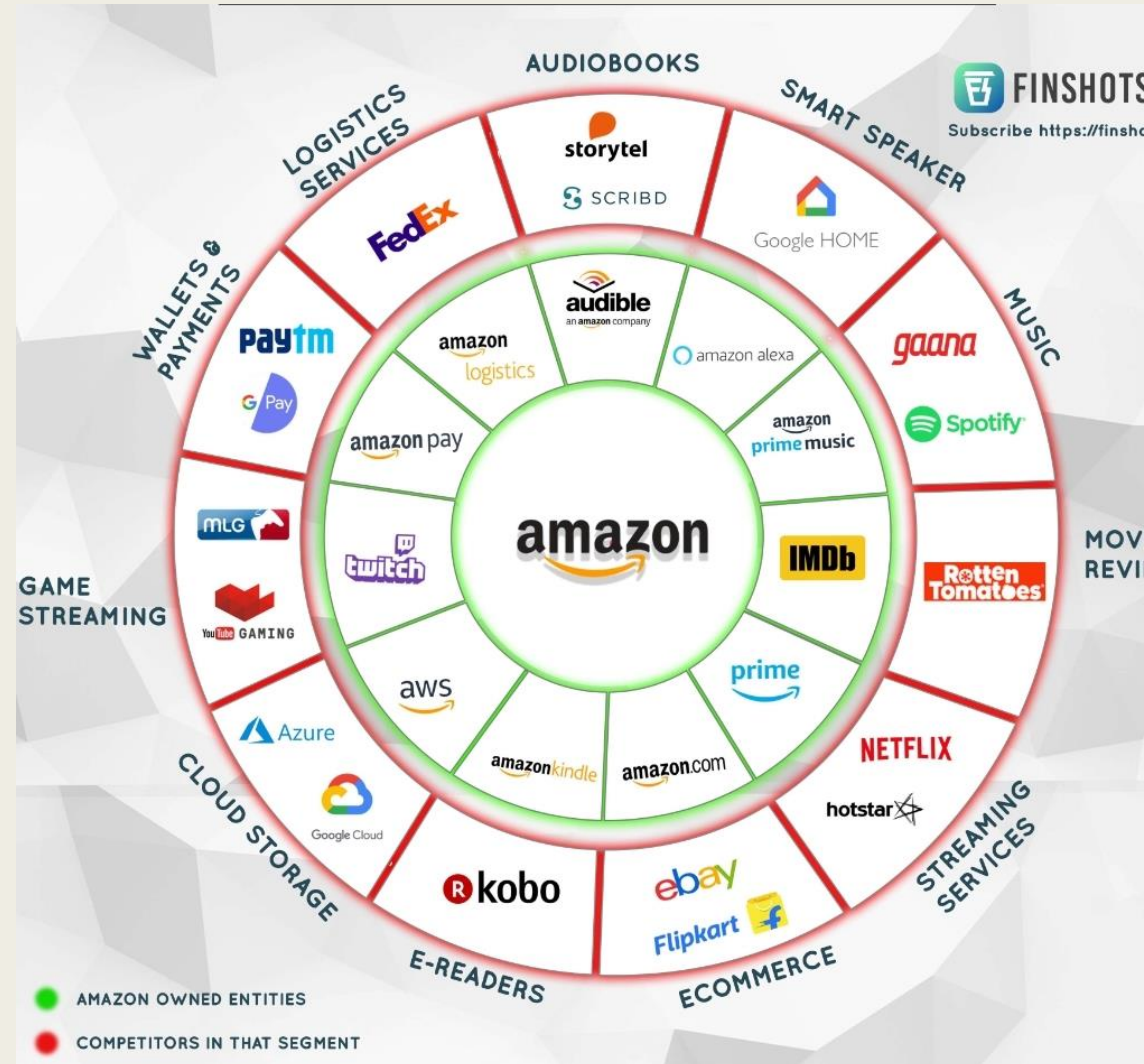 AUDIOBOOKS
FINSHOTS
Subscribe https://finsho
LOGISTICS
SERVICES
SMART SPEAKER
storytel
SCRIBD
FedEx
Google HOME
WALLETS &
PAYMENTS
MUSIC
audible
an amazon company
paytm
G Pay
amazon
logistics
amazon alexa
gaana
Spotify
amazon pay
amazon
prime music
MLG
twitch
amazon
IMDb
Rotten
Tomatoes
MOV
REVI
GAME
STREAMING
YouTube GAMING
aws
prime
Azure
amazonkindle
amazon.com
NETFLIX
hotstar
Google Cloud
CLOUD STORAGE
STREAMING
SERVICES
R kobo
ebay
Flipkart
E-READERS
ECOMMERCE
AMAZON OWNED ENTITIES
COMPETITORS IN THAT SEGMENT